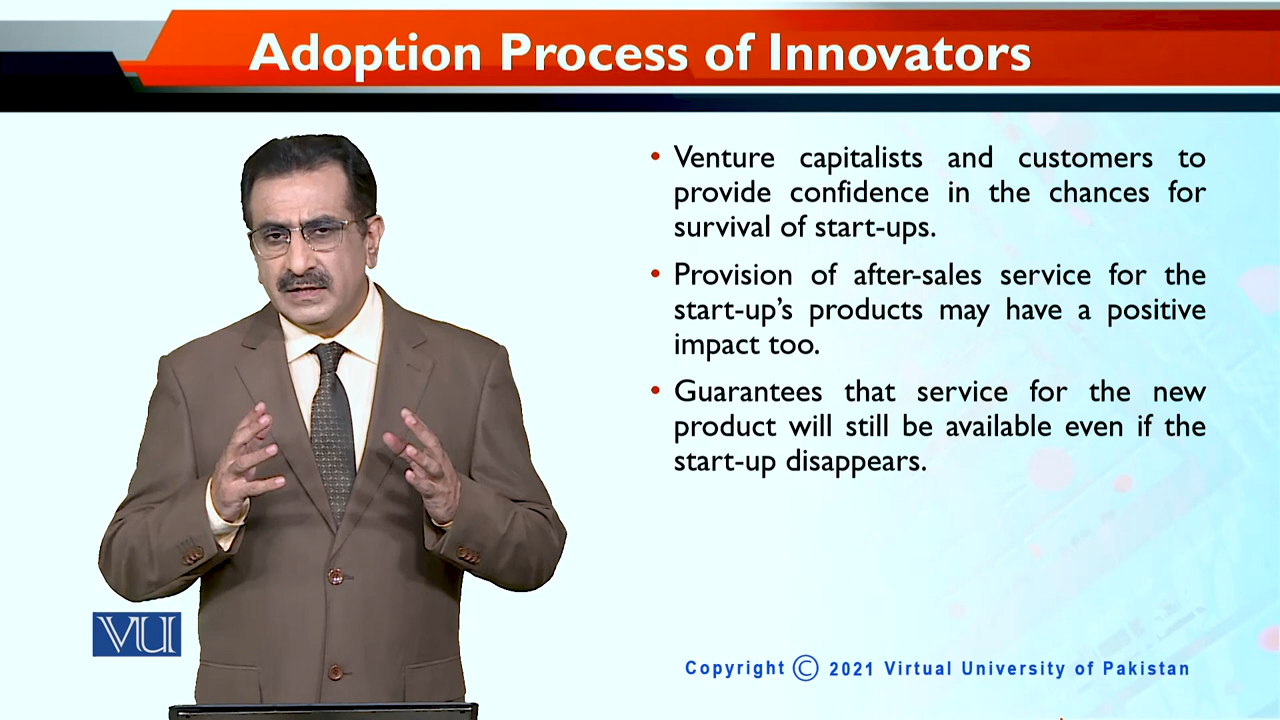 Adoption Process of Innovators
• Venture capitalists and customers to
provide confidence in the chances for
survival of start-ups.
• Provision of after-sales service for the
start-up’s products may have a positive
impact too.
• Guarantees that service for the new
product will still be available even if the
start-up disappears.
VU
Copyright © 2021 Virtual University of Pakistan